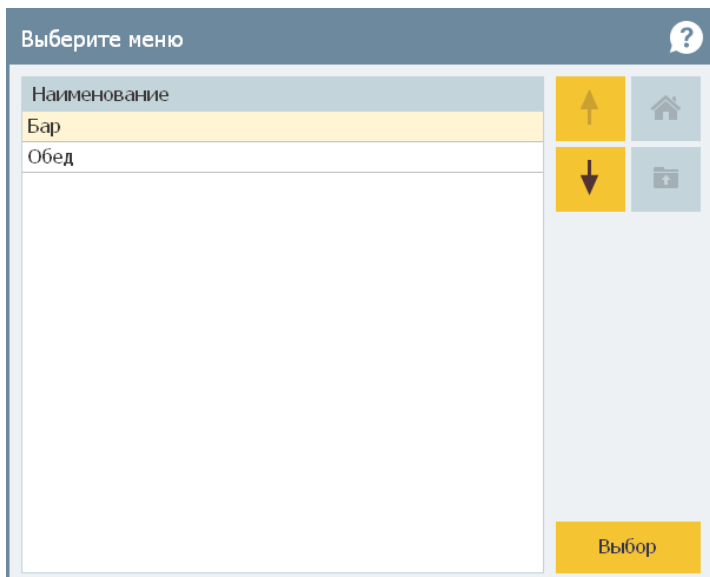 Выберите меню
?
Наименование
Бар
Обед
Выбор